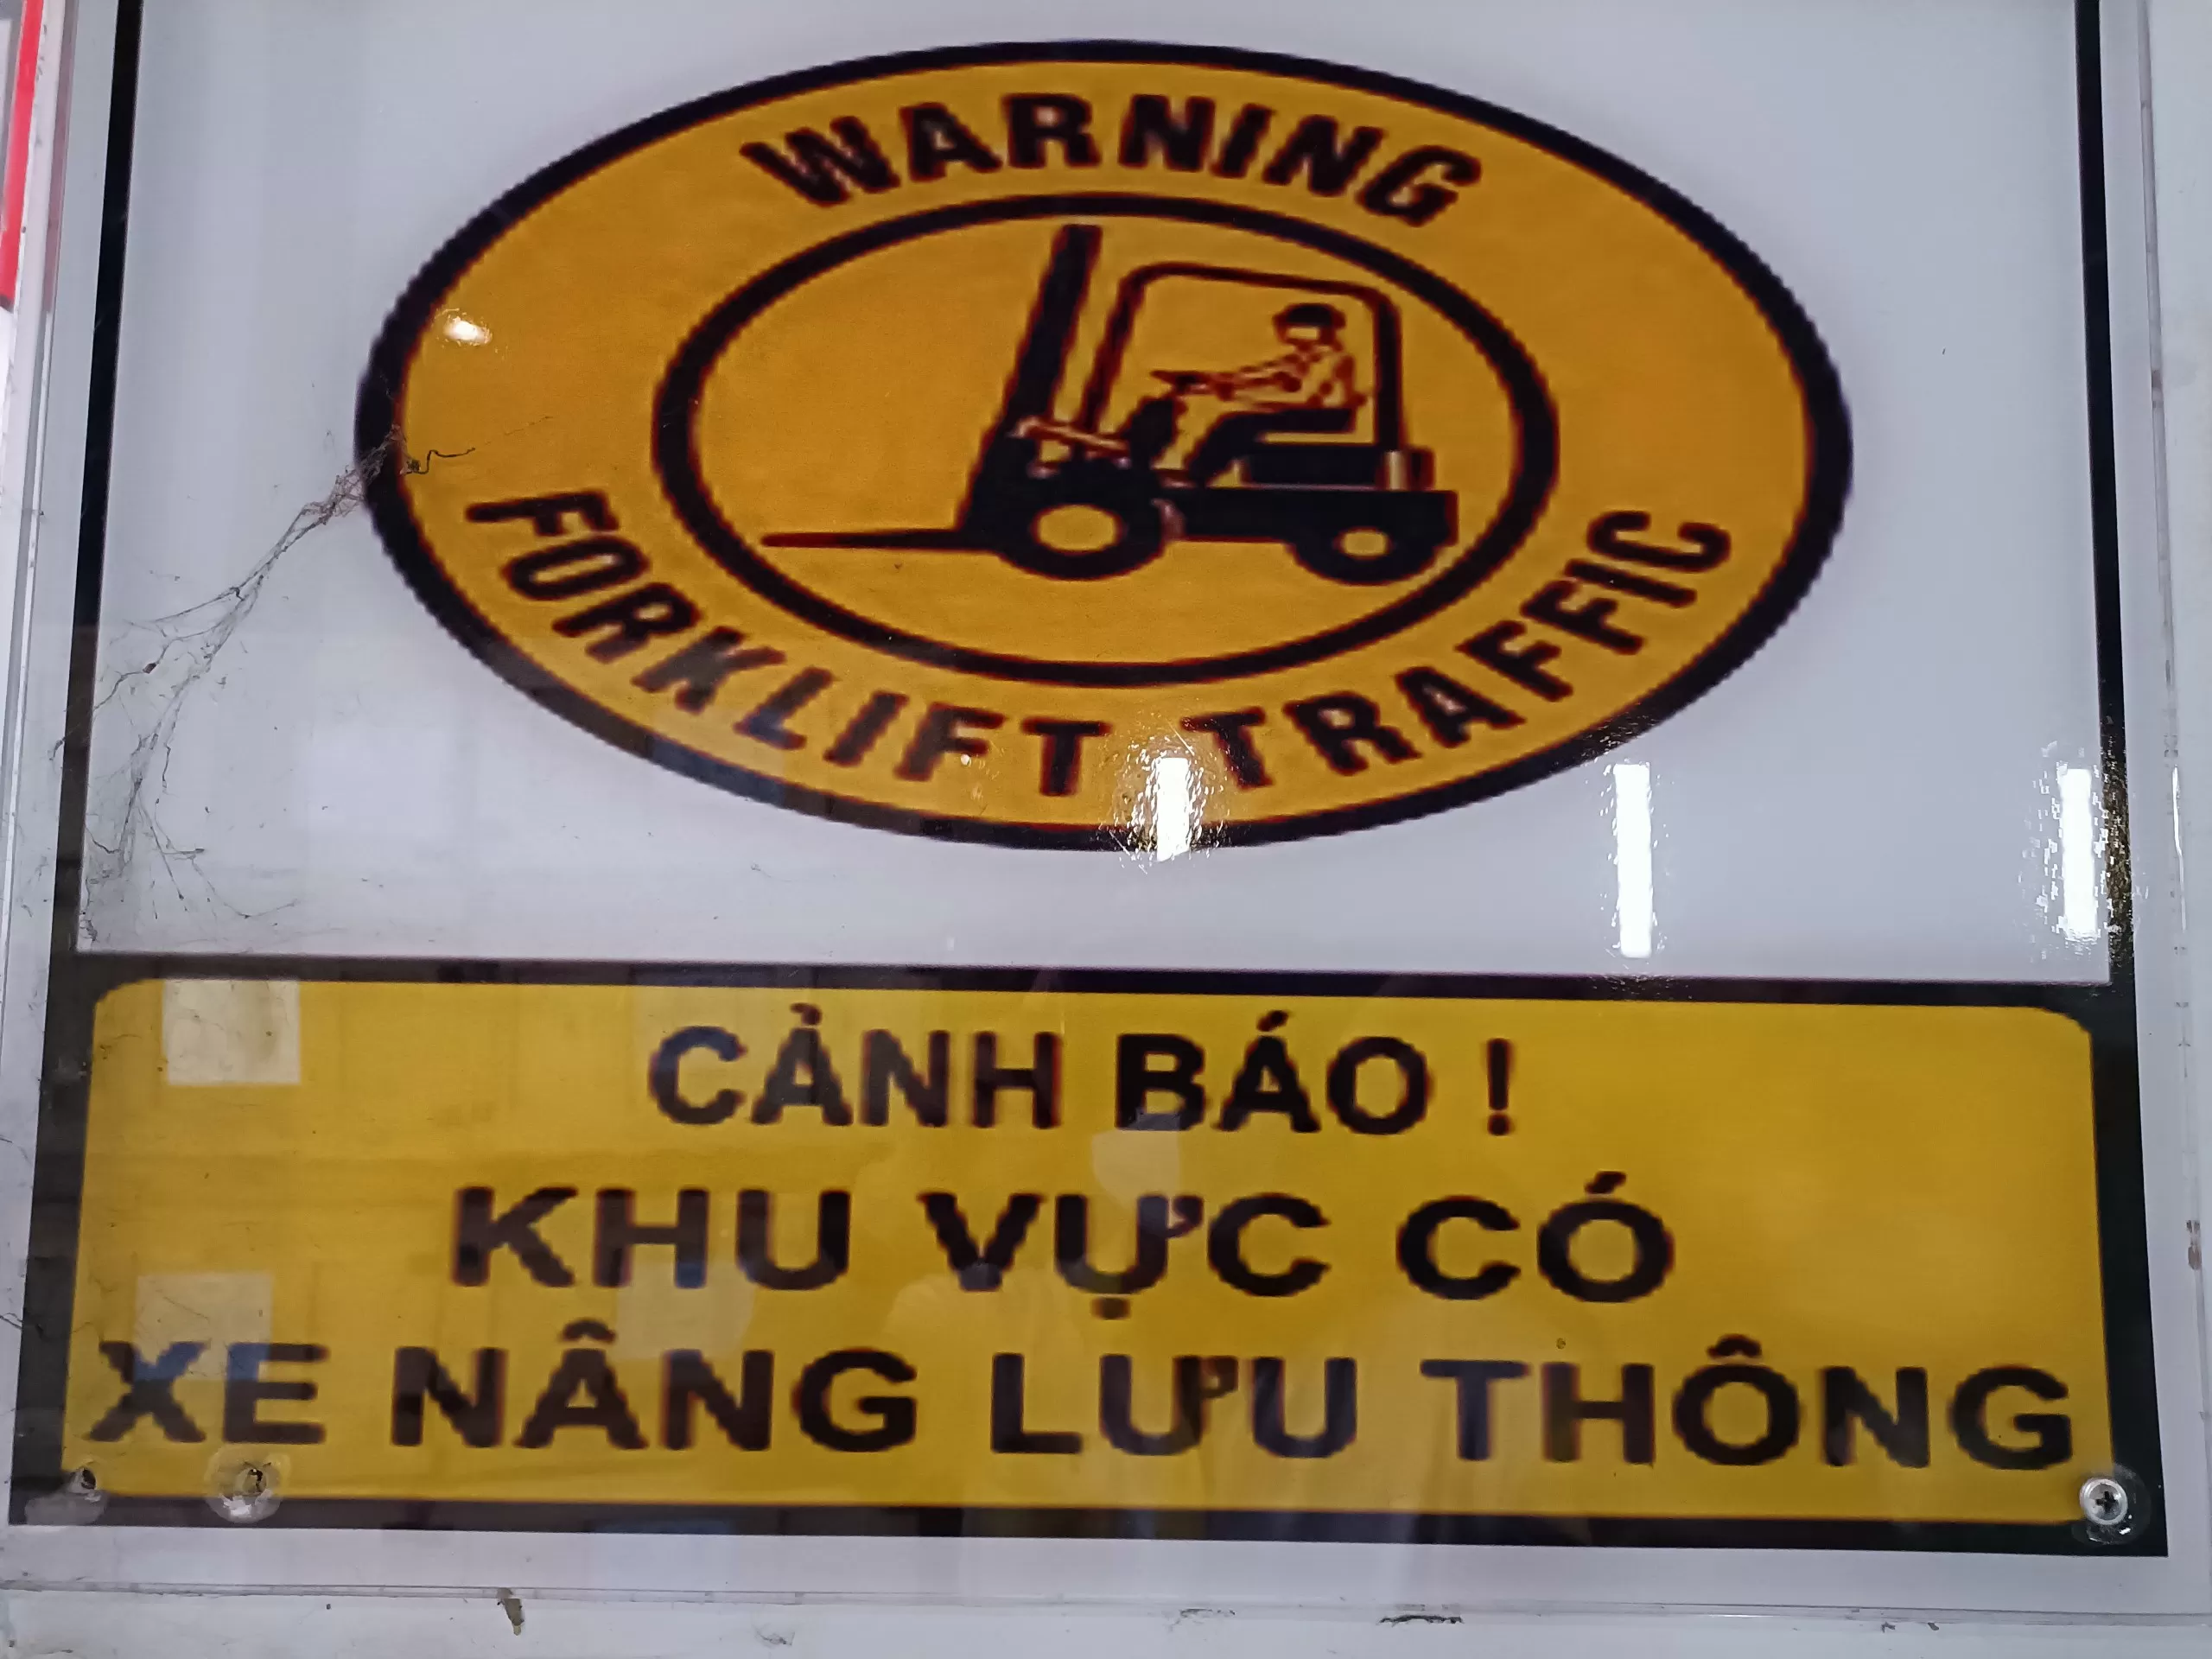 WARNING
FORKLIFT TRAFFIC
CẢNH BÁO !
KHU VỰC CÓ
XE NÂNG LƯU THÔNG